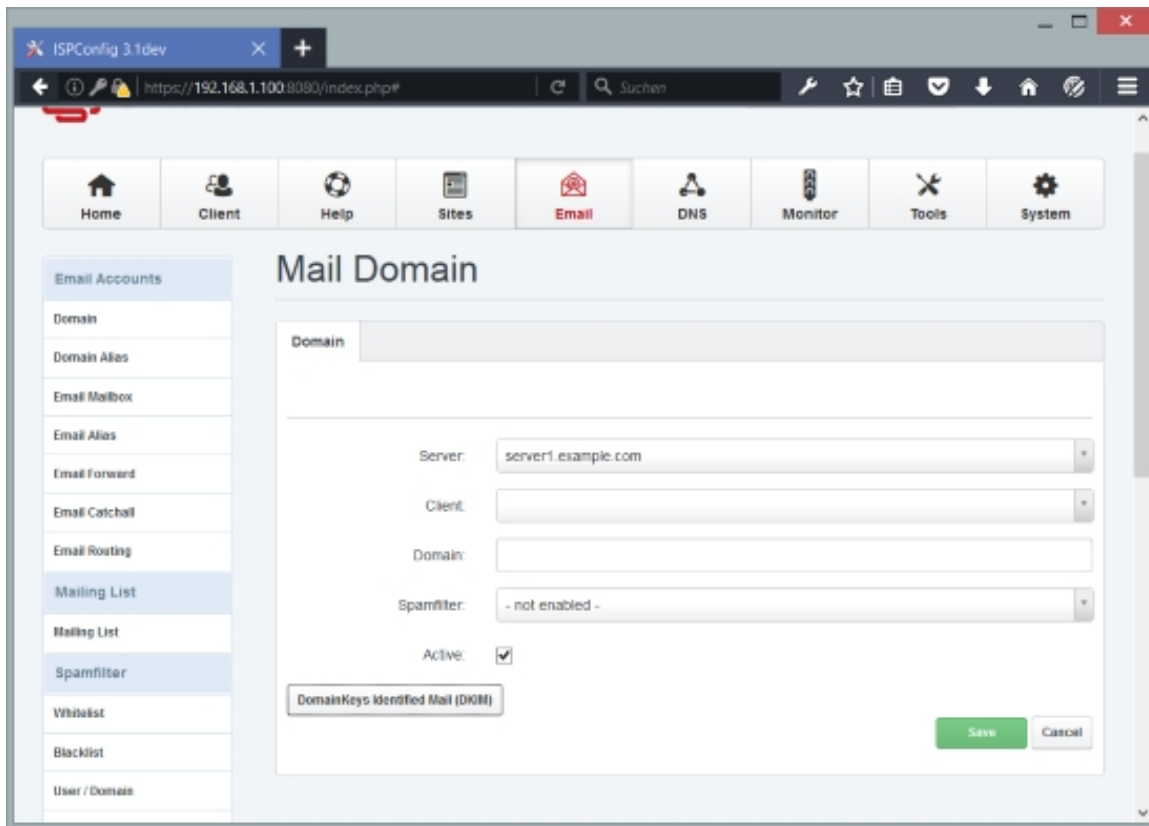 ISPConfig 3.1dev
https://192.168.1.100:8080/index.php#
Suchen
Home Client Help Sites Email DNS Monitor Tools System
Email Accounts
Domain
Domain Alias
Email Mailbox
Email Alias
Email Forward
Email Catchall
Email Routing
Mailing List
Mailing List
Spamfilter
Whitelist
Blacklist
User / Domain
Mail Domain
Domain
Server: server1.example.com
Client:
Domain:
Spamfilter: - not enabled -
Active:
DomainKeys Identified Mail (DKIM)
Save Cancel